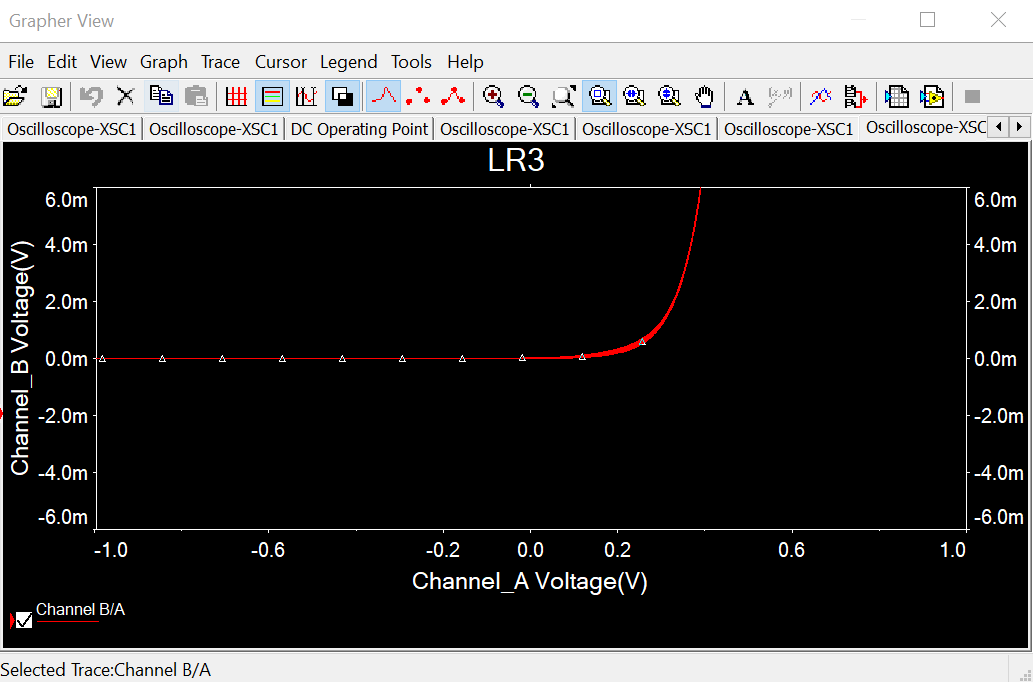 Grapher View
File Edit View Graph Trace Cursor Legend Tools Help
Oscilloscope-XSC1 Oscilloscope-XSC1 DC Operating Point Oscilloscope-XSC1 Oscilloscope-XSC1 Oscilloscope-XSC1 Oscilloscope-XSC
LR3
6.0m 6.0m
4.0m 4.0m
2.0m 2.0m
0.0m 0.0m
-2.0m -2.0m
-4.0m -4.0m
-6.0m -6.0m
Channel_B Voltage(V)
-1.0 -0.6 -0.2 0.0 0.2 0.6 1.0
Channel_A Voltage(V)
Channel B/A
Selected Trace:Channel B/A